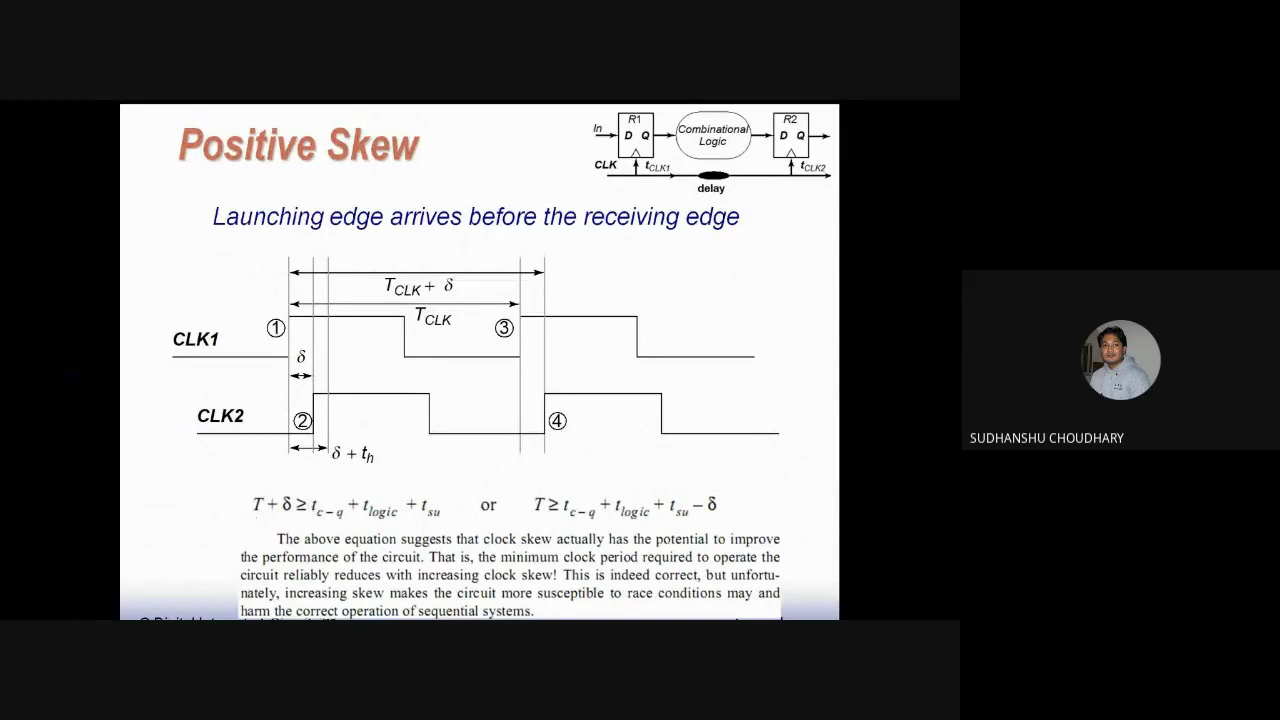 Positive Skew
In
R1
D Q
Combinational
Logic
R2
D Q
CLK
tCLK1
tCLK2
delay
Launching edge arrives before the receiving edge
TCLK + δ
TCLK
①
③
CLK1
δ
CLK2
②
④
δ + th
T + δ ≥ tc – q + tlogic + tsu or T ≥ tc – q + tlogic + tsu – δ
The above equation suggests that clock skew actually has the potential to improve
the performance of the circuit. That is, the minimum clock period required to operate the
circuit reliably reduces with increasing clock skew! This is indeed correct, but unfortu-
nately, increasing skew makes the circuit more susceptible to race conditions may and
harm the correct operation of sequential systems.
SUDHANSHU CHOUDHARY